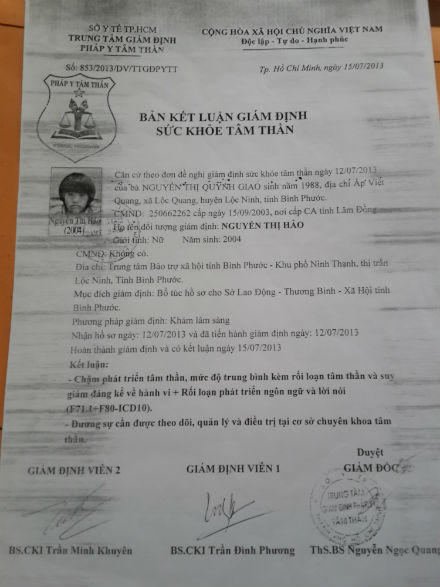 SỞ Y TẾ TP.HCM
TRUNG TÂM GIÁM ĐỊNH
PHÁP Y TÂM THẦN
CỘNG HÒA XÃ HỘI CHỦ NGHĨA VIỆT NAM
Độc lập - Tự do - Hạnh phúc
Số: 853/2013/DV/TTGĐPYTT
Tp. Hồ Chí Minh, ngày 15/07/2013
PHÁP Y TÂM THẦN
BẢN KẾT LUẬN GIÁM ĐỊNH
SỨC KHỎE TÂM THẦN
Căn cứ theo đơn đề nghị giám định sức khỏe tâm thần ngày 12/07/2013
của bà NGUYỄN THỊ QUỲNH GIAO sinh năm 1988, địa chỉ Ấp Việt
Quang, xã Lộc Quang, huyện Lộc Ninh, tỉnh Bình Phước.
CMND: 250662262 cấp ngày 15/09/2003, nơi cấp CA tỉnh Lâm Đồng
Họ tên đối tượng giám định: NGUYỄN THỊ HẢO
Giới tính: Nữ Năm sinh: 2004
Nguyễn Thị Hảo
(2004)
CMND: Không có.
Địa chỉ: Trung tâm Bảo trợ xã hội tỉnh Bình Phước - Khu phố Ninh Thạnh, thị trấn
Lộc Ninh, Tỉnh Bình Phước.
Mục đích giám định: Bổ túc hồ sơ cho Sở Lao Động - Thương Binh - Xã Hội tỉnh
Bình Phước.
Phương pháp giám định: Khám lâm sàng
Nhận hồ sơ ngày: 12/07/2013 và đã tiến hành giám định ngày: 12/07/2013
Hoàn thành giám định và có kết luận ngày 15/07/2013
Kết luận:
- Chậm phát triển tâm thần, mức độ trung bình kèm rối loạn tâm thần và suy
giảm đáng kể về hành vi + Rối loạn phát triển ngôn ngữ và lời nói
(F71.1+F80-ICD10).
- Đương sự cần được theo dõi, quản lý và điều trị tại cơ sở chuyên khoa tâm
thần.
Duyệt
GIÁM ĐỊNH VIÊN 2
GIÁM ĐỊNH VIÊN 1
GIÁM ĐỐC
TRUNG TÂM
GIÁM ĐỊNH PHÁP Y
TÂM THẦN
BS.CKI Trần Minh Khuyên
BS.CKI Trần Đình Phương
ThS.BS Nguyễn Ngọc Quang